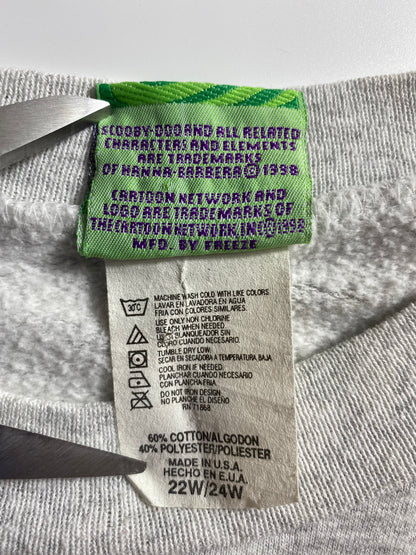 SCOOBY-DOO AND ALL RELATED
CHARACTERS AND ELEMENTS
ARE TRADEMARKS
OF HANNA-BARBERA © 1998
CARTOON NETWORK AND
LOGO ARE TRADEMARKS OF
THE CARTOON NETWORK INC © 1998
MFD. BY FREEZE
30°C
MACHINE WASH COLD WITH LIKE COLORS
LAVAR EN LAVADORA EN AGUA
FRIA CON COLORES SIMILARES
USE ONLY NON CHLORINE
BLEACH WHEN NEEDED
BLANQUEADOR SIN
CLORO CUANDO NECESARIO
TUMBLE DRY LOW
SECAR EN SECADORA A TEMPERATURA BAJA
COOL IRON IF NEEDED
PLANCHAR CUANDO NECESARIO
CON PLANCHA FRIA
DO NOT IRON DESIGN
NO PLANCHE EL DISEÑO
RN 71868
60% COTTON/ALGODON
40% POLYESTER/POLIESTER
MADE IN U.S.A.
HECHO EN E.U.A.
22W/24W